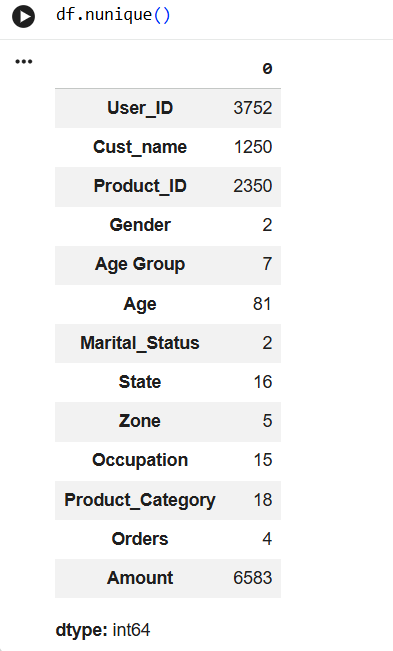 df.nunique()
0
User_ID 3752
Cust_name 1250
Product_ID 2350
Gender 2
Age Group 7
Age 81
Marital_Status 2
State 16
Zone 5
Occupation 15
Product_Category 18
Orders 4
Amount 6583
dtype: int64